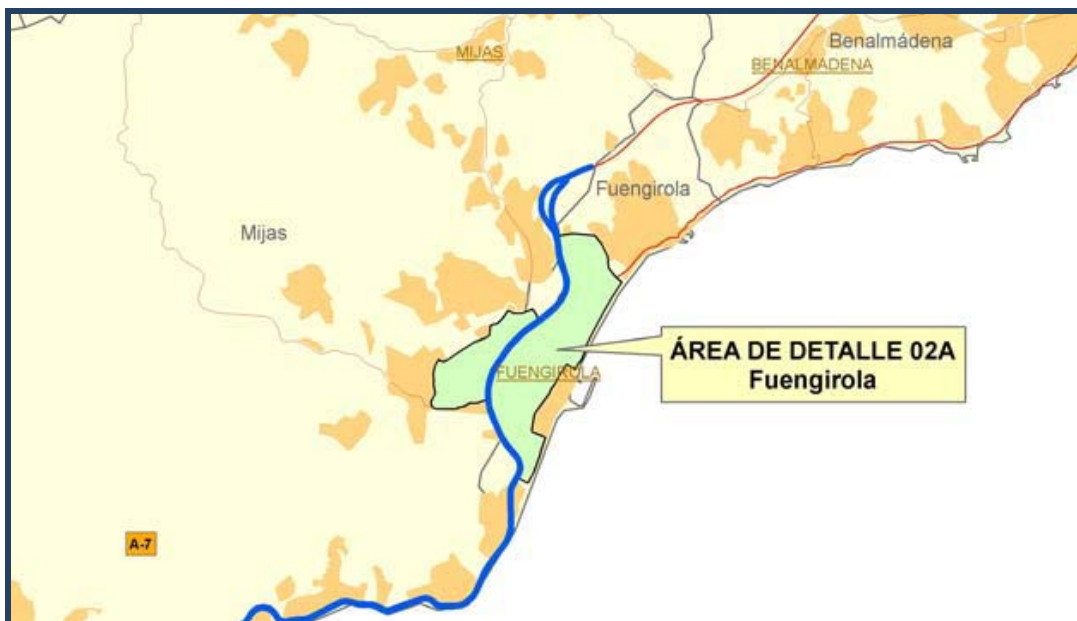 Benalmádena
MIJAS
BENALMADENA
Fuengirola
Mijas
ÁREA DE DETALLE 02A
Fuengirola
FUENGIROLA
A-7